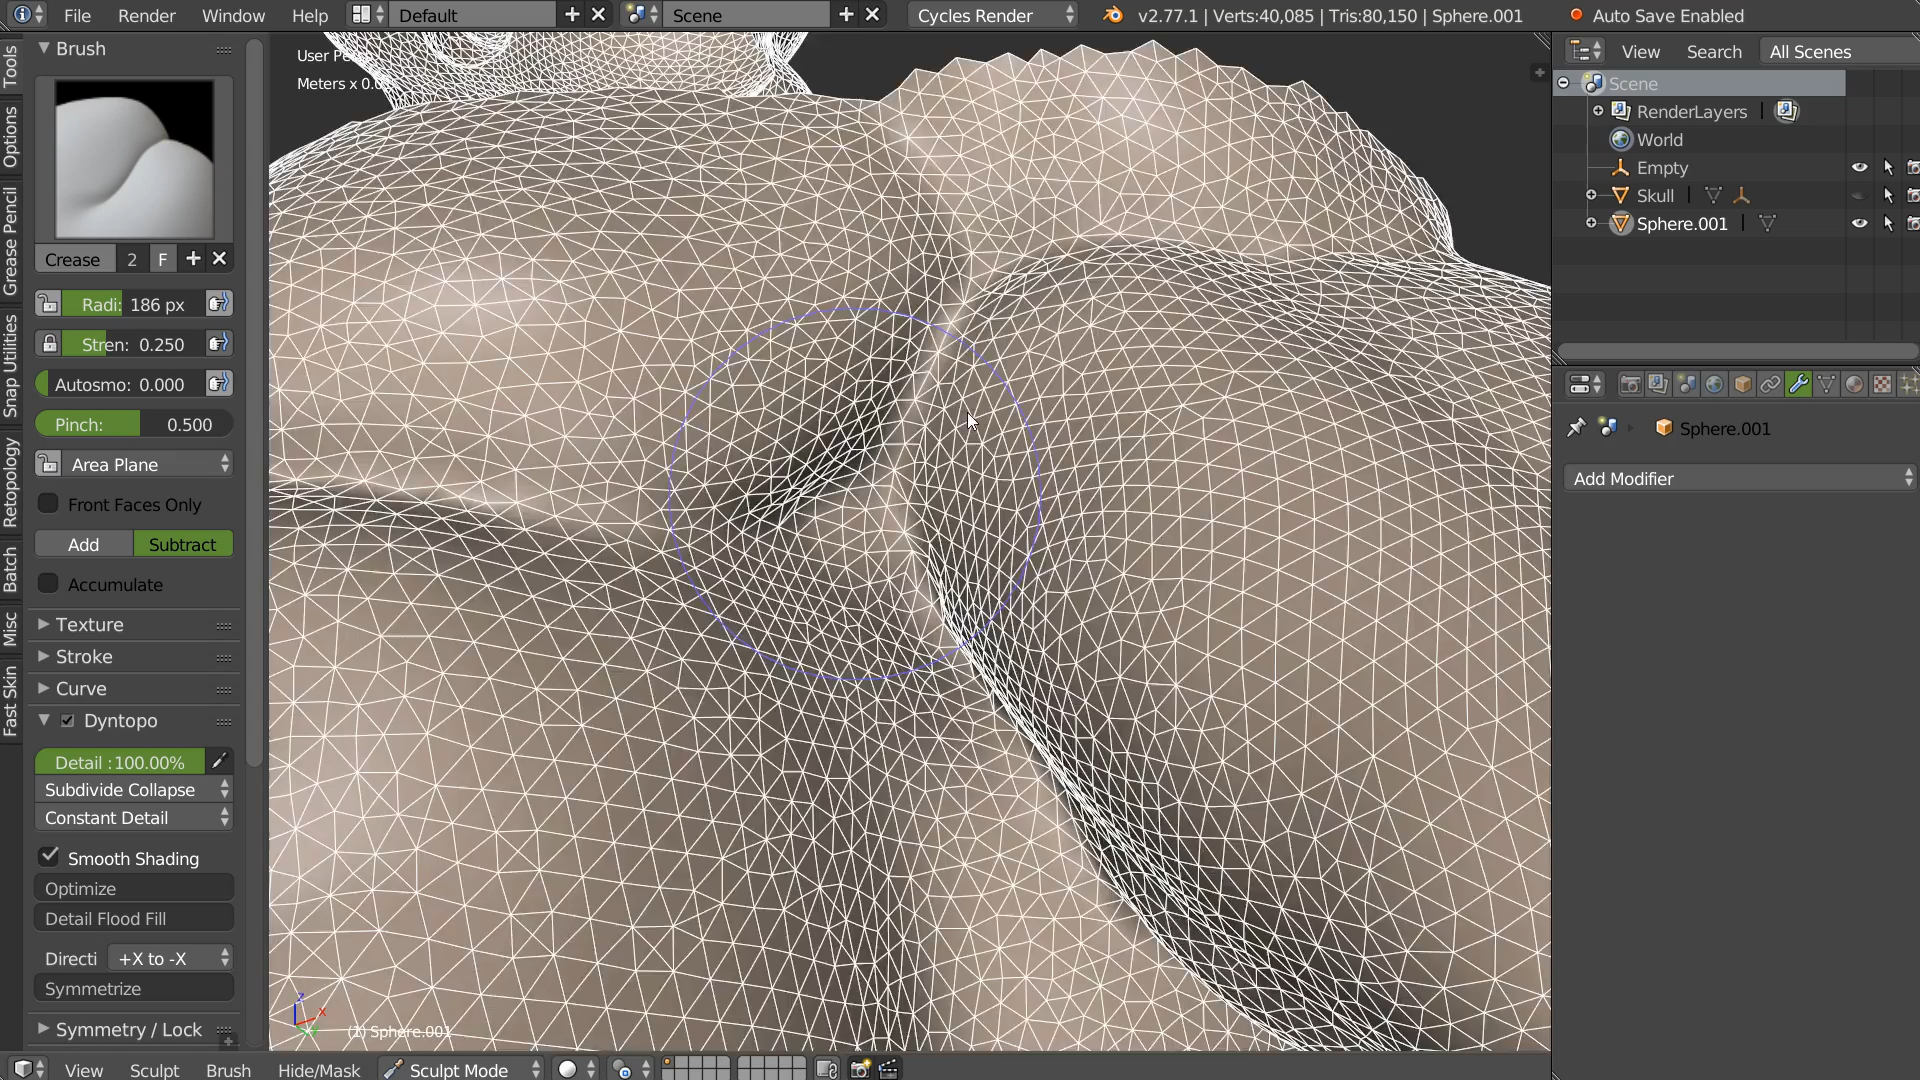 File Render Window Help Default Scene Cycles Render v2.77.1 | Verts:40,085 | Tris:80,150 | Sphere.001 Auto Save Enabled
Tools
Options
Grease Pencil
Snap Utilities
Retopology
Batch
Misc
Fast Skin
Brush
Crease 2 F
Radi: 186 px
Stren: 0.250
Autosmo: 0.000
Pinch: 0.500
Area Plane
Front Faces Only
Add Subtract
Accumulate
Texture
Stroke
Curve
Dyntopo
Detail :100.00%
Subdivide Collapse
Constant Detail
Smooth Shading
Optimize
Detail Flood Fill
Directi +X to -X
Symmetrize
Symmetry / Lock
User Pe
Meters x 0.
z
x
(1) Sphere.001
View Sculpt Brush Hide/Mask Sculpt Mode
View Search All Scenes
Scene
RenderLayers
World
Empty
Skull
Sphere.001
Sphere.001
Add Modifier